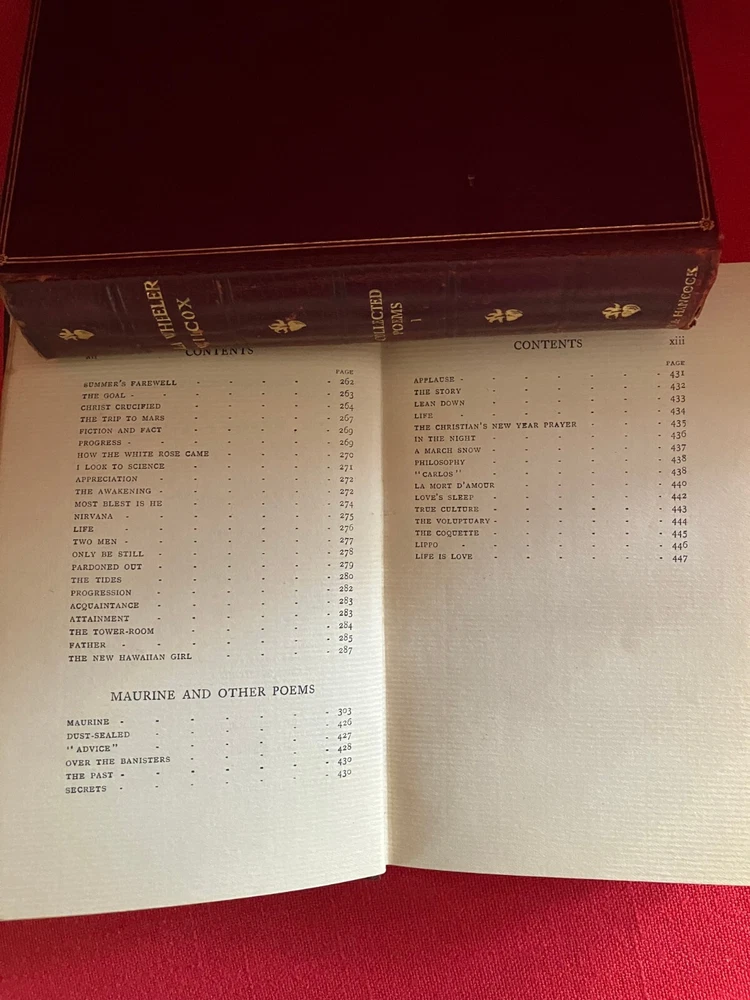 WHEELER
WILCOX
COLLECTED
POEMS
I
HANCOCK
xii
CONTENTS
PAGE
SUMMER'S FAREWELL - - - - - 262
THE GOAL - - - - - - 263
CHRIST CRUCIFIED - - - - - 264
THE TRIP TO MARS - - - - - 267
FICTION AND FACT - - - - - 269
PROGRESS - - - - - - 269
HOW THE WHITE ROSE CAME - - - - 270
I LOOK TO SCIENCE - - - - - 271
APPRECIATION - - - - - - 272
THE AWAKENING - - - - - - 272
MOST BLEST IS HE - - - - - 274
NIRVANA - - - - - - 275
LIFE - - - - - - 276
TWO MEN - - - - - - 277
ONLY BE STILL - - - - - 278
PARDONED OUT - - - - - - 279
THE TIDES - - - - - - 280
PROGRESSION - - - - - - 282
ACQUAINTANCE - - - - - - 283
ATTAINMENT - - - - - - 283
THE TOWER-ROOM - - - - - 284
FATHER - - - - - - 285
THE NEW HAWAIIAN GIRL - - - - 287
MAURINE AND OTHER POEMS
MAURINE - - - - - - 303
DUST-SEALED - - - - - - 426
"ADVICE" - - - - - - 427
OVER THE BANISTERS - - - - - 428
THE PAST - - - - - - 430
SECRETS - - - - - - 430
CONTENTS
xiii
PAGE
APPLAUSE - - - - - - 431
THE STORY - - - - - - 432
LEAN DOWN - - - - - - 433
LIFE - - - - - - 434
THE CHRISTIAN'S NEW YEAR PRAYER - - - 435
IN THE NIGHT - - - - - 436
A MARCH SNOW - - - - - 437
PHILOSOPHY - - - - - - 438
"CARLOS" - - - - - - 438
LA MORT D'AMOUR - - - - - 440
LOVE'S SLEEP - - - - - 442
TRUE CULTURE - - - - - 443
THE VOLUPTUARY - - - - - - 444
THE COQUETTE - - - - - 445
LIPPO - - - - - - 446
LIFE IS LOVE - - - - - 447